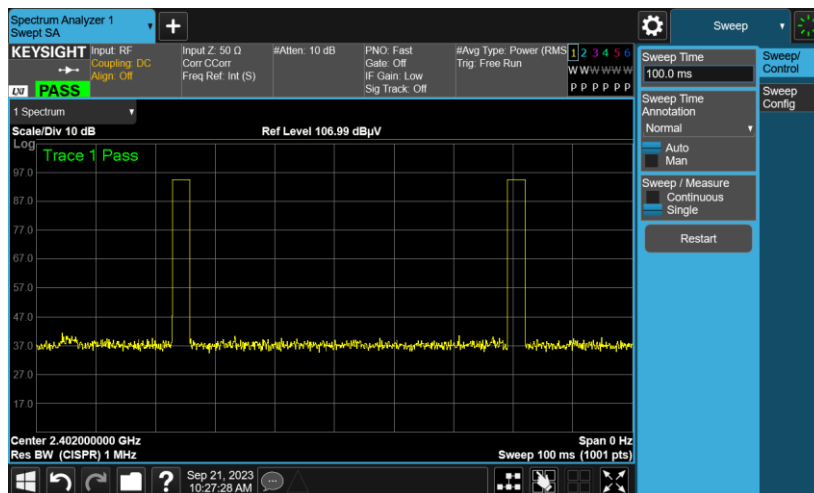 Spectrum Analyzer 1
Swept SA
+
Sweep
KEYSIGHT
Input: RF
Coupling: DC
Align: Off
Input Z: 50 Ω
Corr CCorr
Freq Ref: Int (S)
#Atten: 10 dB
PNO: Fast
Gate: Off
IF Gain: Low
Sig Track: Off
#Avg Type: Power (RMS
Trig: Free Run
1 2 3 4 5 6
W W W W W W
P P P P P P
LXI
PASS
1 Spectrum
Scale/Div 10 dB
Ref Level 106.99 dBµV
Log
Trace 1 Pass
97.0
87.0
77.0
67.0
57.0
47.0
37.0
27.0
17.0
Center 2.402000000 GHz
Res BW (CISPR) 1 MHz
Span 0 Hz
Sweep 100 ms (1001 pts)
?
Sep 21, 2023
10:27:28 AM
Sweep Time
100.0 ms
Sweep Time
Annotation
Normal
Auto
Man
Sweep / Measure
Continuous
Single
Restart
Sweep/
Control
Sweep
Config